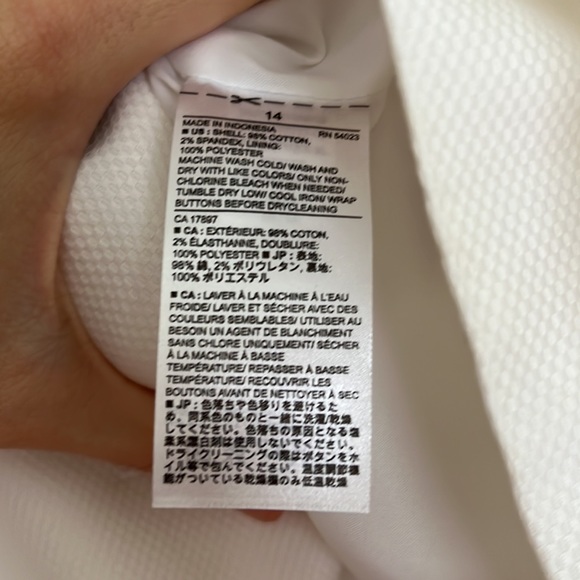 14
MADE IN INDONESIA RN 54023
■ US : SHELL: 98% COTTON,
2% SPANDEX, LINING:
100% POLYESTER
MACHINE WASH COLD/ WASH AND
DRY WITH LIKE COLORS/ ONLY NON-
CHLORINE BLEACH WHEN NEEDED/
TUMBLE DRY LOW/ COOL IRON/ WRAP
BUTTONS BEFORE DRYCLEANING
CA 17897
■ CA : EXTÉRIEUR: 98% COTON,
2% ÉLASTHANNE, DOUBLURE:
100% POLYESTER ■ JP : 表地:
98% 綿, 2% ポリウレタン, 裏地:
100% ポリエステル
■ CA : LAVER À LA MACHINE À L'EAU
FROIDE/ LAVER ET SÉCHER AVEC DES
COULEURS SEMBLABLES/ UTILISER AU
BESOIN UN AGENT DE BLANCHIMENT
SANS CHLORE UNIQUEMENT/ SÉCHER
À LA MACHINE À BASSE
TEMPÉRATURE/ REPASSER À BASSE
TEMPÉRATURE/ RECOUVRIR LES
BOUTONS AVANT DE NETTOYER À SEC
■ JP : 色落ちや色移りを避けるた
め、同系色のものと一緒に洗濯/乾燥
してください。色落ちの原因となる塩
素系漂白剤は使用しないでください。
ドライクリーニングの際はボタンをホ
イル等で包んでください。温度調節機
能がついている乾燥機のみ低温乾燥